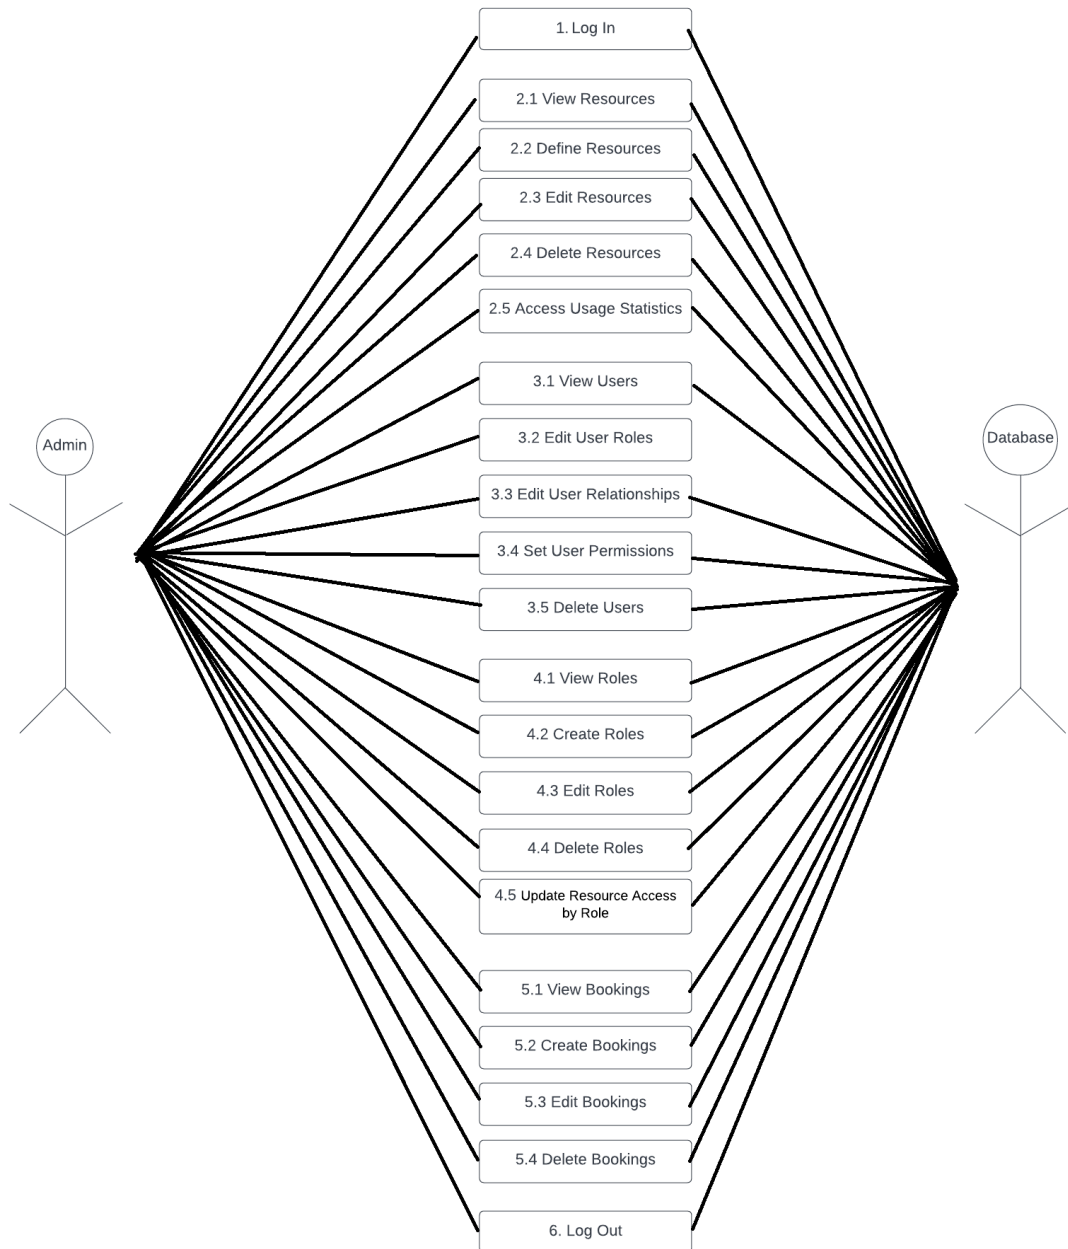 1. Log In
2.1 View Resources
2.2 Define Resources
2.3 Edit Resources
2.4 Delete Resources
2.5 Access Usage Statistics
3.1 View Users
3.2 Edit User Roles
Admin
Database
3.3 Edit User Relationships
3.4 Set User Permissions
3.5 Delete Users
4.1 View Roles
4.2 Create Roles
4.3 Edit Roles
4.4 Delete Roles
4.5 Update Resource Access
by Role
5.1 View Bookings
5.2 Create Bookings
5.3 Edit Bookings
5.4 Delete Bookings
6. Log Out